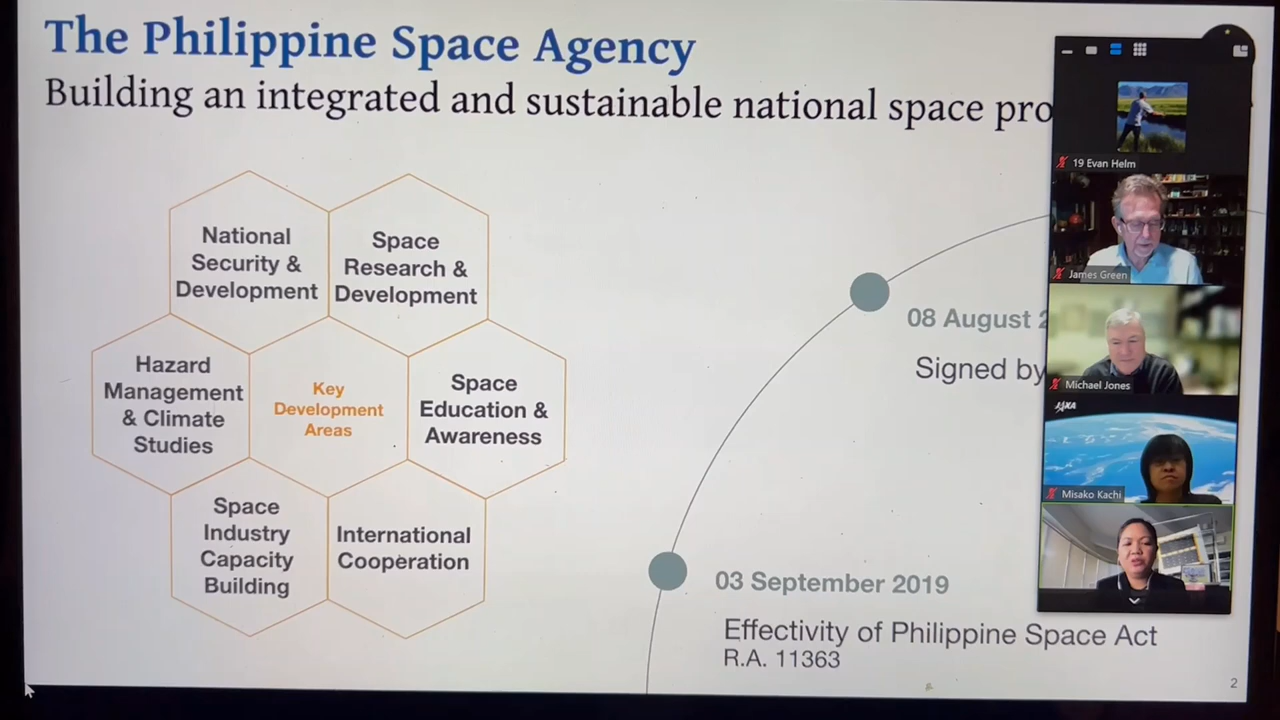 The Philippine Space Agency
Building an integrated and sustainable national space pro
National
Security &
Development
Space
Research &
Development
Hazard
Management
& Climate
Studies
Key
Development
Areas
Space
Education &
Awareness
Space
Industry
Capacity
Building
International
Cooperation
08 August 2
Signed by
03 September 2019
Effectivity of Philippine Space Act
R.A. 11363
2
19 Evan Helm
James Green
Michael Jones
JAXA
Misako Kachi